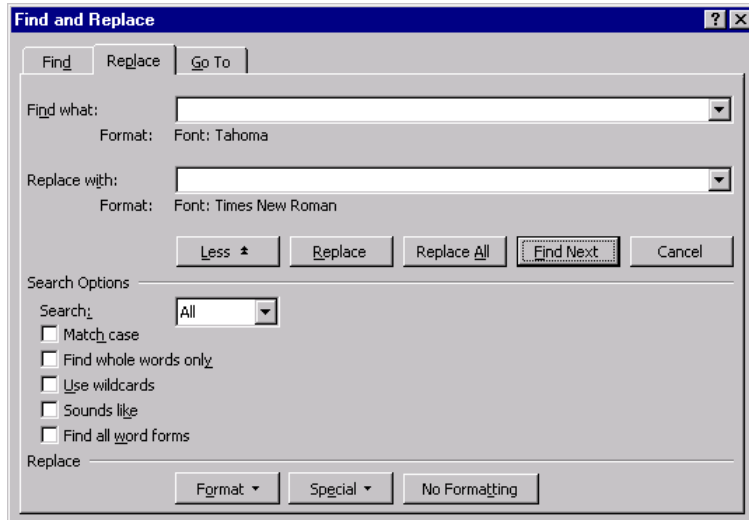 Find and Replace
Find Replace Go To
Find what:
Format: Font: Tahoma
Replace with:
Format: Font: Times New Roman
Less Replace Replace All Find Next Cancel
Search Options
Search: All
Match case
Find whole words only
Use wildcards
Sounds like
Find all word forms
Replace
Format Special No Formatting